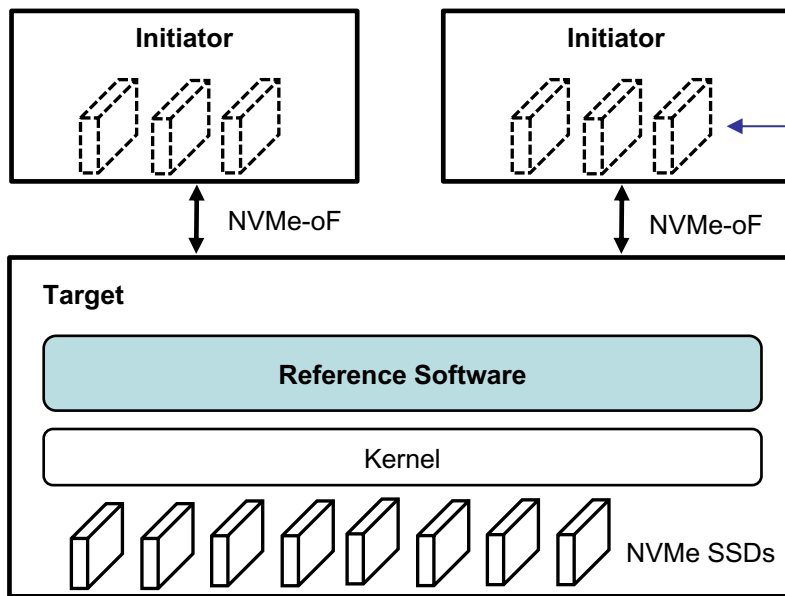 Initiator
Initiator
NVMe-oF
NVMe-oF
Target
Reference Software
Kernel
NVMe SSDs